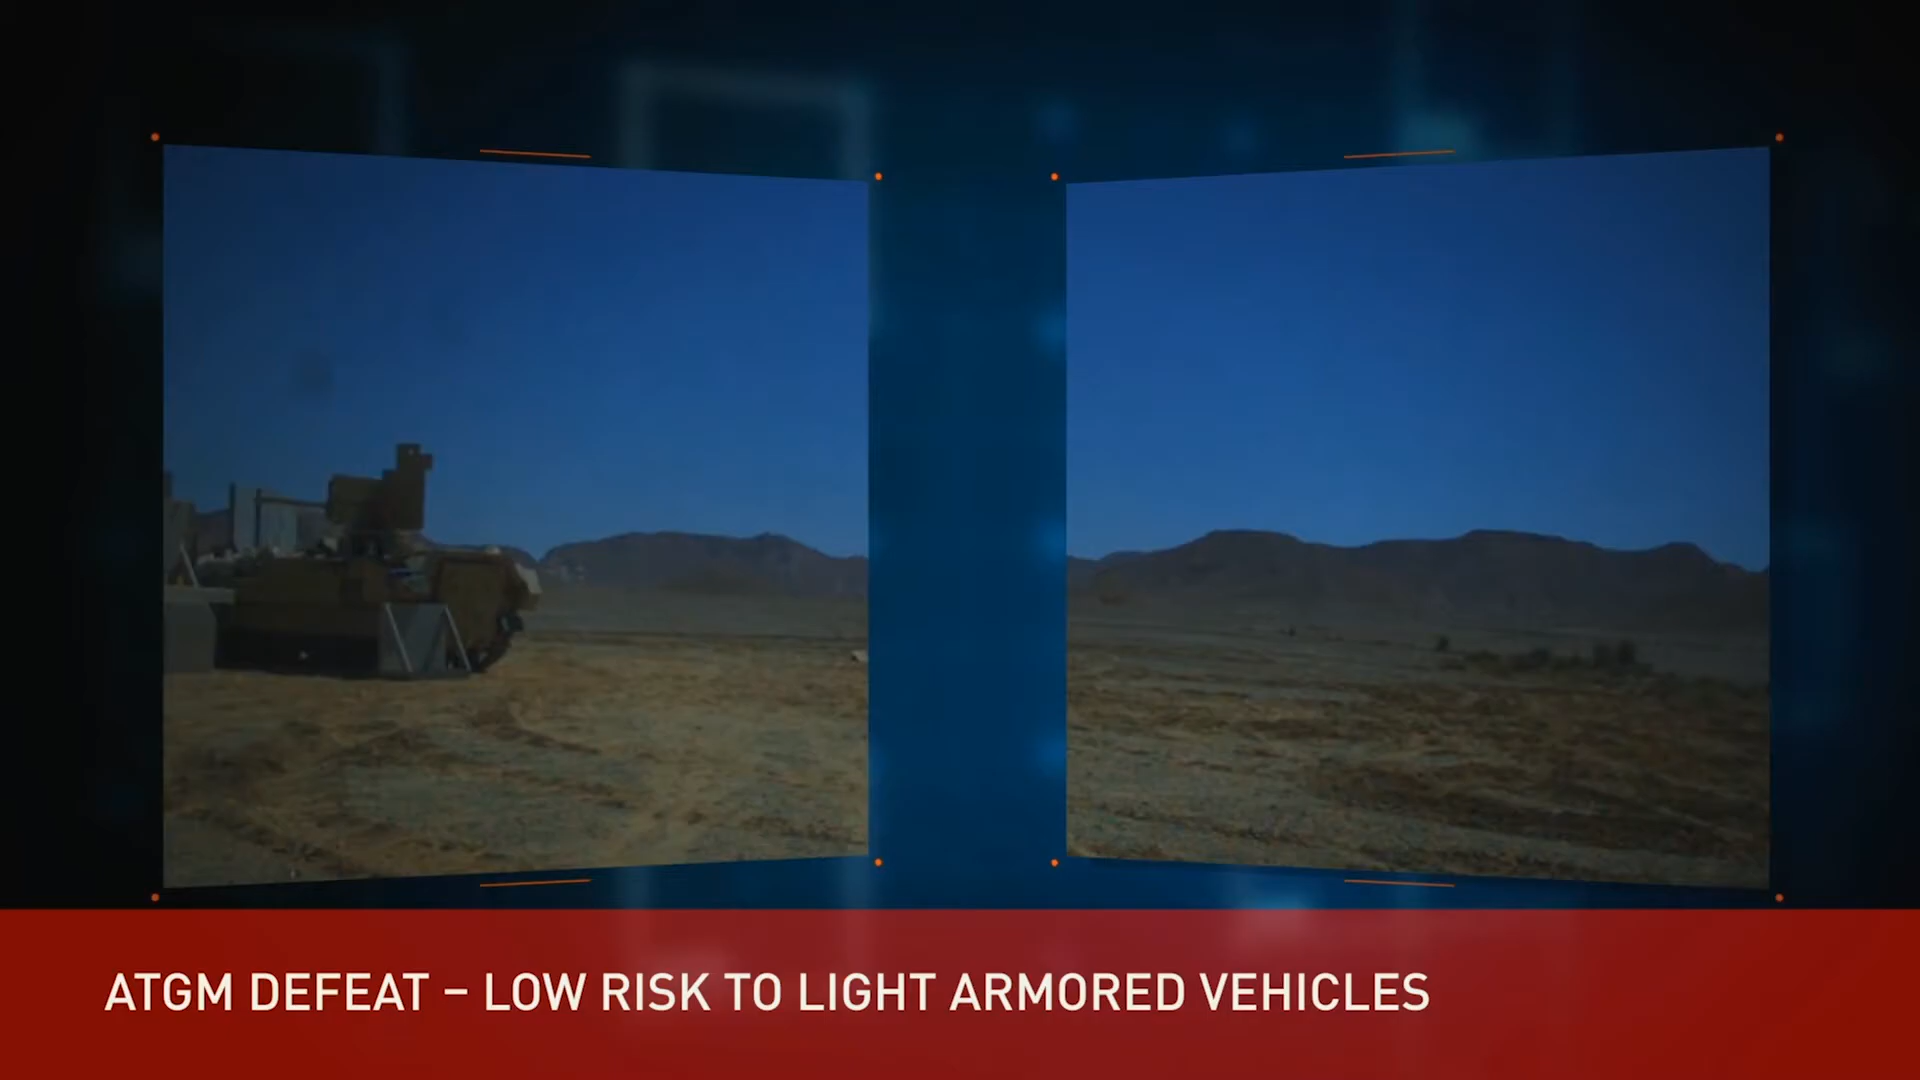 ATGM DEFEAT – LOW RISK TO LIGHT ARMORED VEHICLES